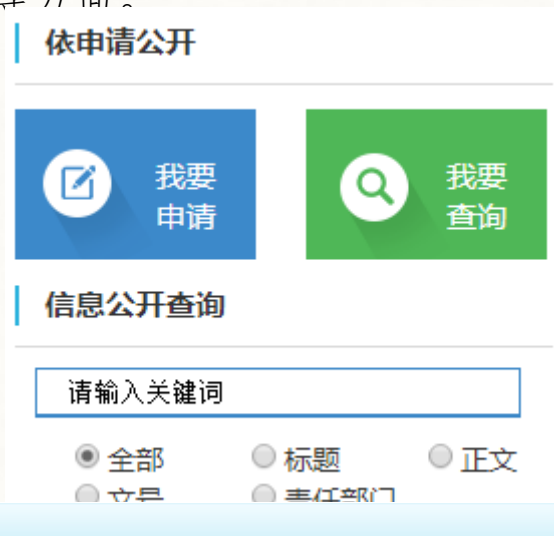 依申请公开
我要
申请
我要
查询
信息公开查询
请输入关键词
全部 标题 正文
文号 责任部门